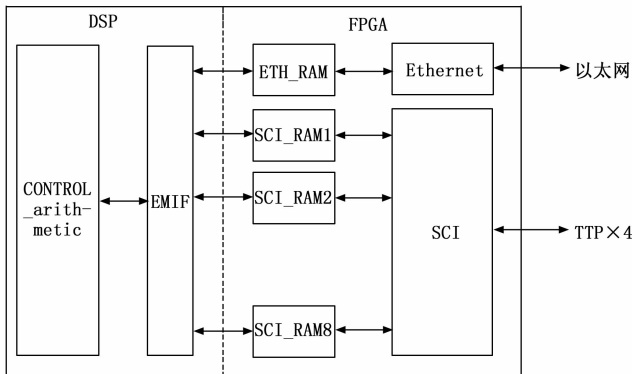 DSP
FPGA
ETH_RAM
Ethernet
以太网
SCI_RAM1
CONTROL
_arith-
metic
EMIF
SCI_RAM2
SCI
TTP×4
SCI_RAM8